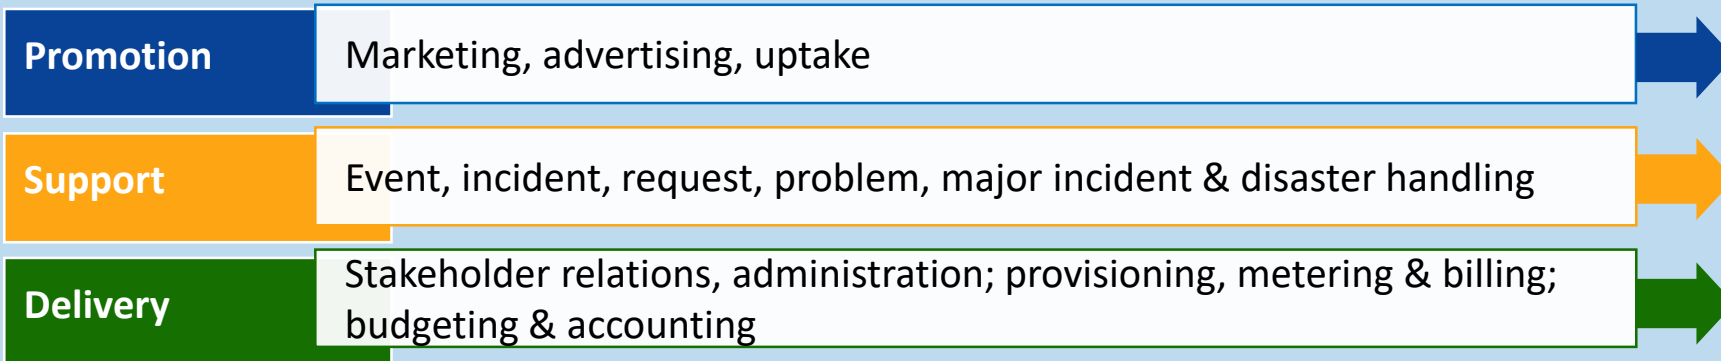 Promotion
Marketing, advertising, uptake
Support
Event, incident, request, problem, major incident & disaster handling
Delivery
Stakeholder relations, administration; provisioning, metering & billing;
budgeting & accounting